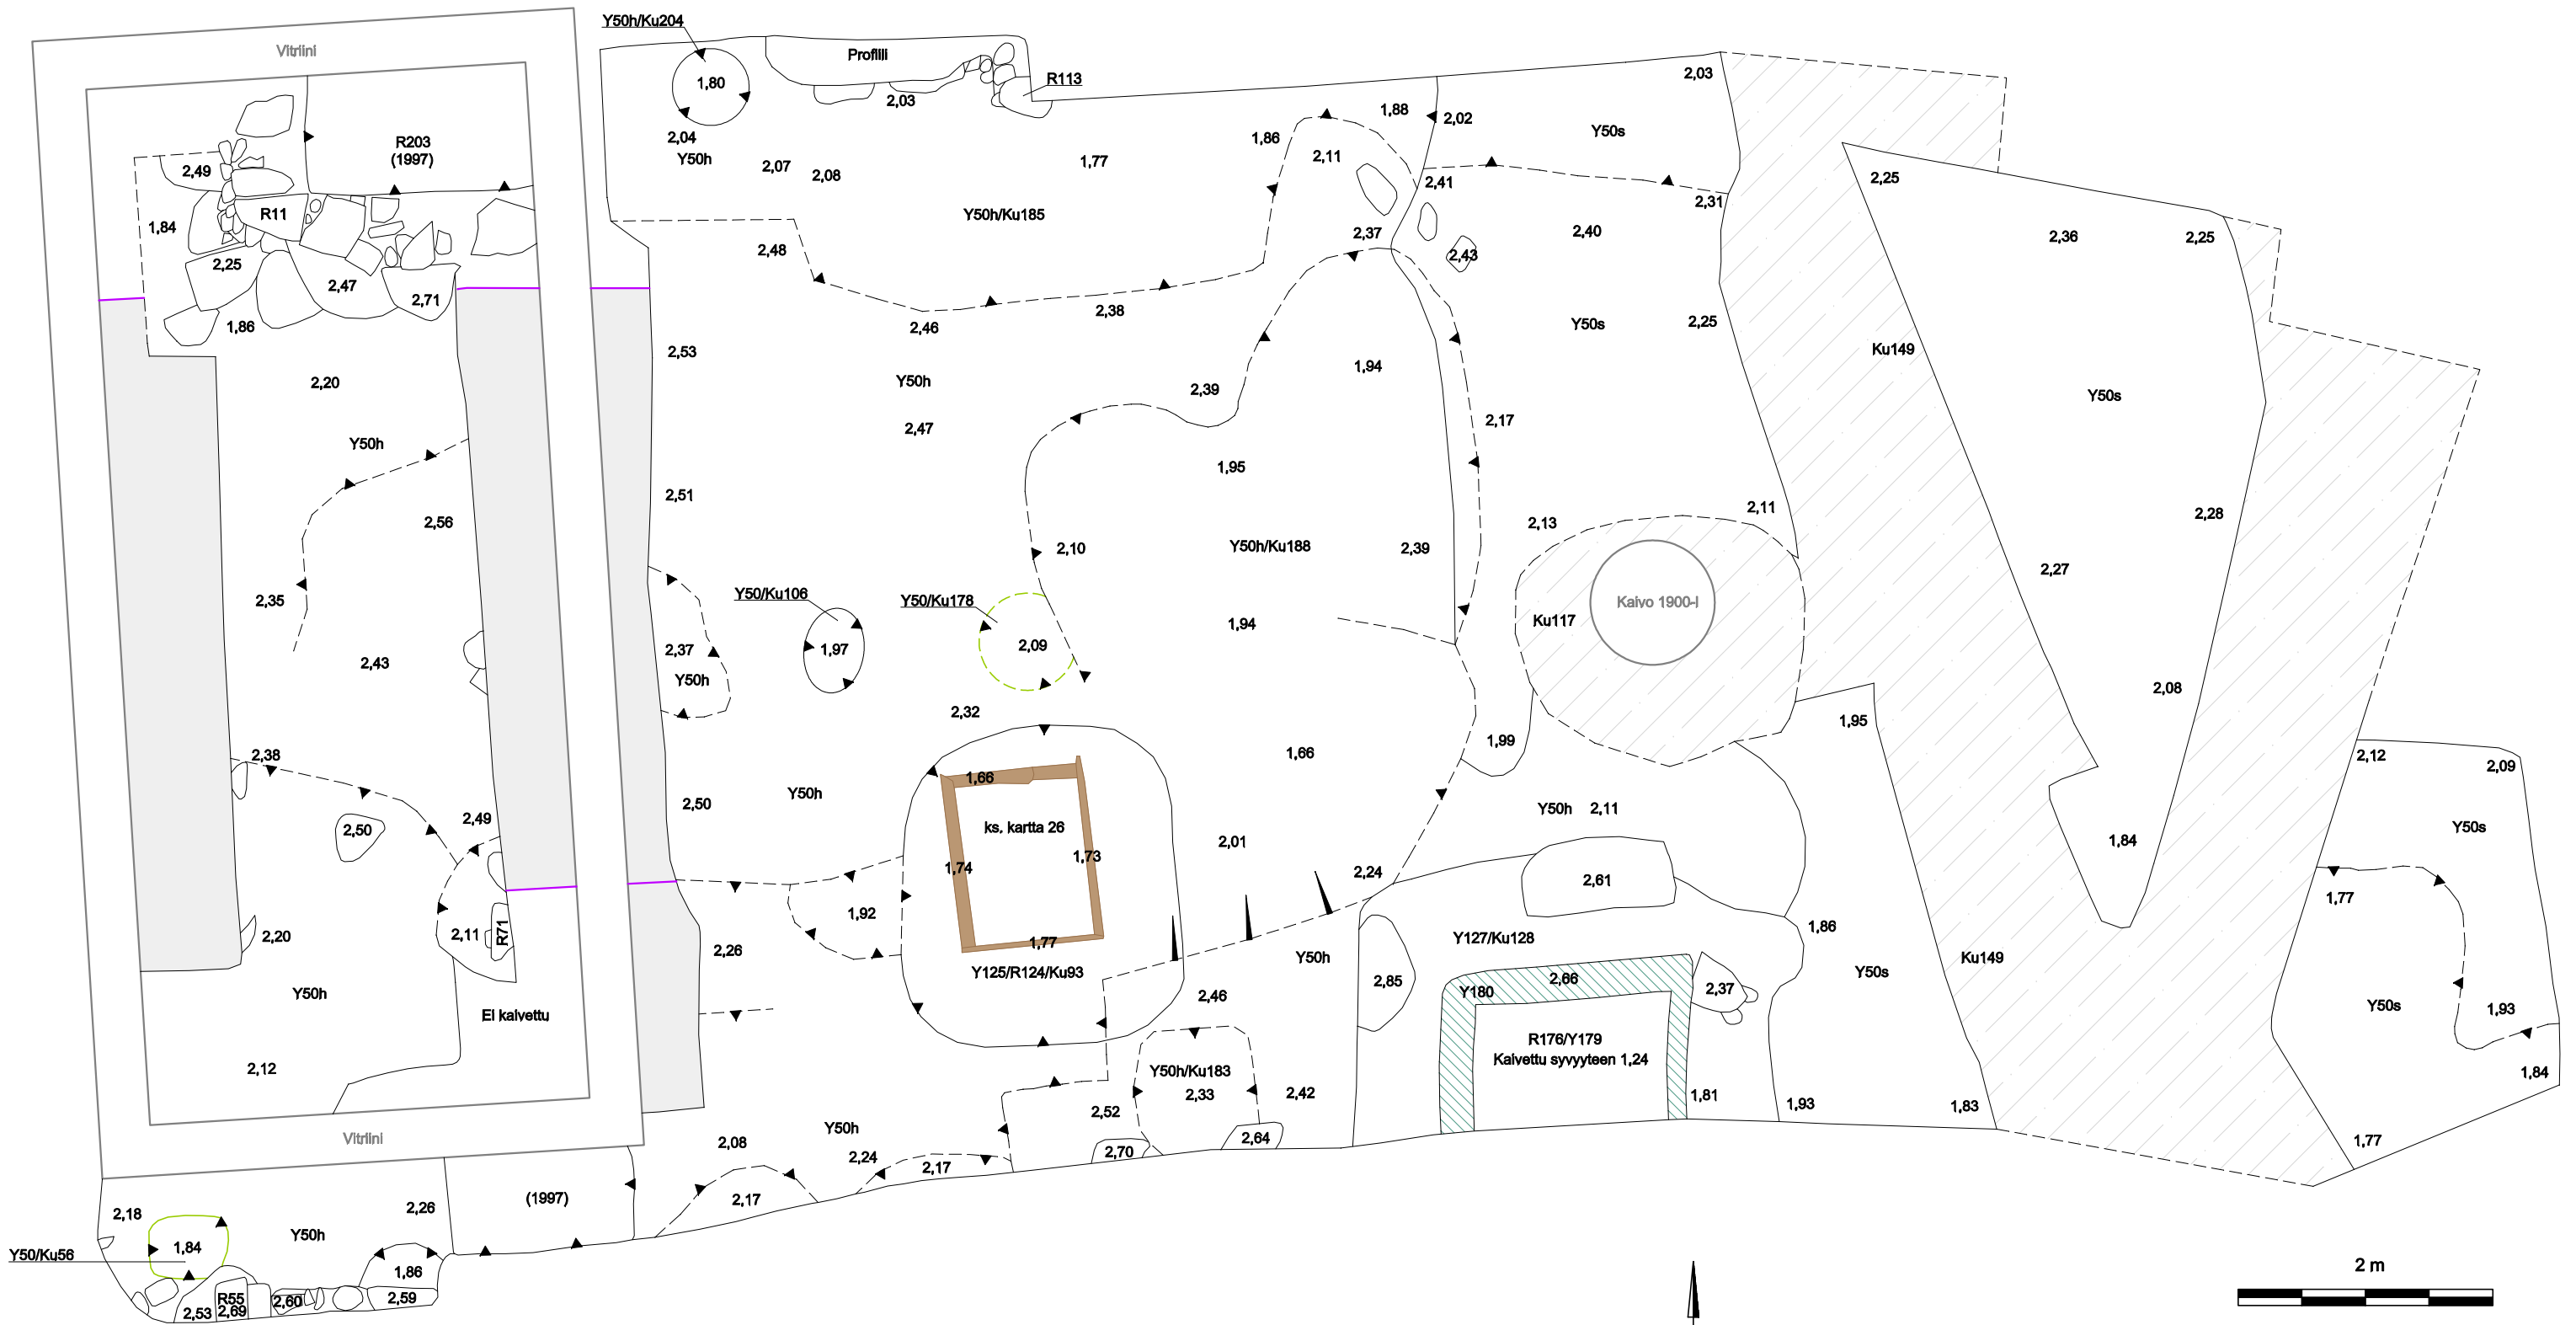 Y50h/Ku204
Vitriini
Profiili
R113
1,80
2,03
2,03
1,88
2,02
Y50s
2,04
Y50h
R203
(1997)
2,49
2,07
2,08
1,77
1,86
2,11
2,41
2,31
2,25
R11
1,84
Y50h/Ku185
2,37
2,40
2,43
2,36
2,25
2,48
2,25
2,47
2,71
1,86
2,46
2,38
Y50s
2,25
2,53
Ku149
2,20
Y50h
2,39
1,94
Y50s
Y50h
2,47
2,17
1,95
2,51
2,56
2,13
2,11
2,28
2,10
Y50h/Ku188
2,39
2,27
2,35
Y50/Ku106
Y50/Ku178
Kaivo 1900-l
Ku117
1,94
2,37
1,97
2,09
2,43
Y50h
2,08
2,32
1,95
1,99
1,66
2,38
2,12
2,09
1,66
2,50
Y50h
Y50h
2,11
2,49
2,50
ks. kartta 26
Y50s
2,01
1,84
1,74
1,73
2,24
2,61
1,77
1,92
1,86
2,20
2,11
R71
2,26
1,77
Y127/Ku128
Y50h
Ku149
Y125/R124/Ku93
Y50s
2,85
2,66
Y180
2,37
Y50h
2,46
Y50s
1,93
Ei kaivettu
R176/Y179
Kaivettu syvyyteen 1,24
2,12
Y50h/Ku183
2,33
2,42
1,81
1,93
1,83
1,84
2,52
Vitriini
2,08
Y50h
2,24
2,17
2,70
2,64
1,77
2,17
(1997)
2,18
2,26
Y50h
1,84
Y50/Ku56
1,86
2 m
R55
2,53
2,69
2,60
2,59